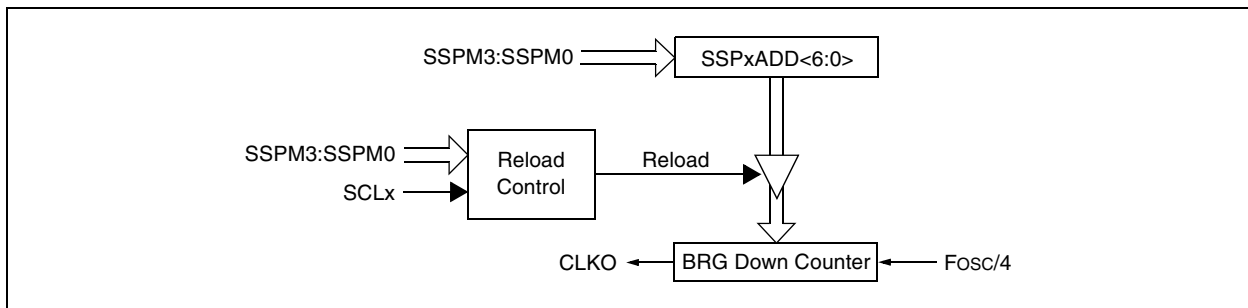 SSPM3:SSPM0
SSPxADD<6:0>
SSPM3:SSPM0
SCLx
Reload
Control
Reload
CLKO
BRG Down Counter
FOSC/4